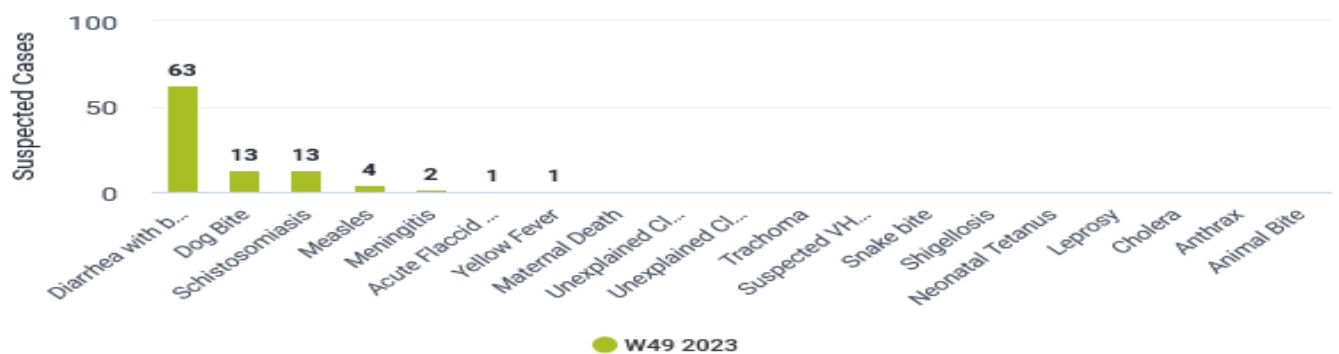 Suspected Cases
100
50
0
63
13
13
4
2
1
1
Diarrhea with b...
Dog Bite
Schistosomiasis
Measles
Meningitis
Acute Flaccid ...
Yellow Fever
Maternal Death
Unexplained Cl...
Unexplained Cl...
Trachoma
Suspected VH...
Snake bite
Shigellosis
Neonatal Tetanus
Leprosy
Cholera
Anthrax
Animal Bite
W49 2023